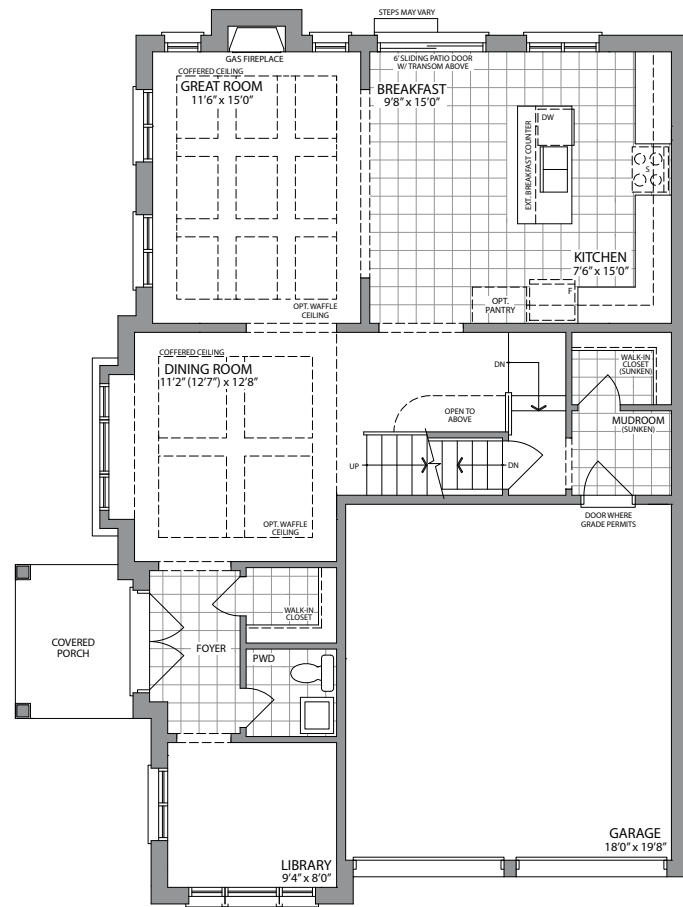 STEPS MAY VARY
GAS FIREPLACE
6' SLIDING PATIO DOOR
W/ TRANSOM ABOVE
COFFERED CEILING
GREAT ROOM
11'6" x 15'0"
BREAKFAST
9'8" x 15'0"
DW
EXT. BREAKFAST COUNTER
S
KITCHEN
7'6" x 15'0"
F
OPT.
PANTRY
OPT. WAFFLE
CEILING
COFFERED CEILING
DINING ROOM
11'2" (12'7") x 12'8"
DN
WALK-IN
CLOSET
(SUNKEN)
OPEN TO
ABOVE
MUDROOM
(SUNKEN)
UP
DN
OPT. WAFFLE
CEILING
DOOR WHERE
GRADE PERMITS
WALK-IN
CLOSET
COVERED
PORCH
FOYER
PWD
LIBRARY
9'4" x 8'0"
GARAGE
18'0" x 19'8"